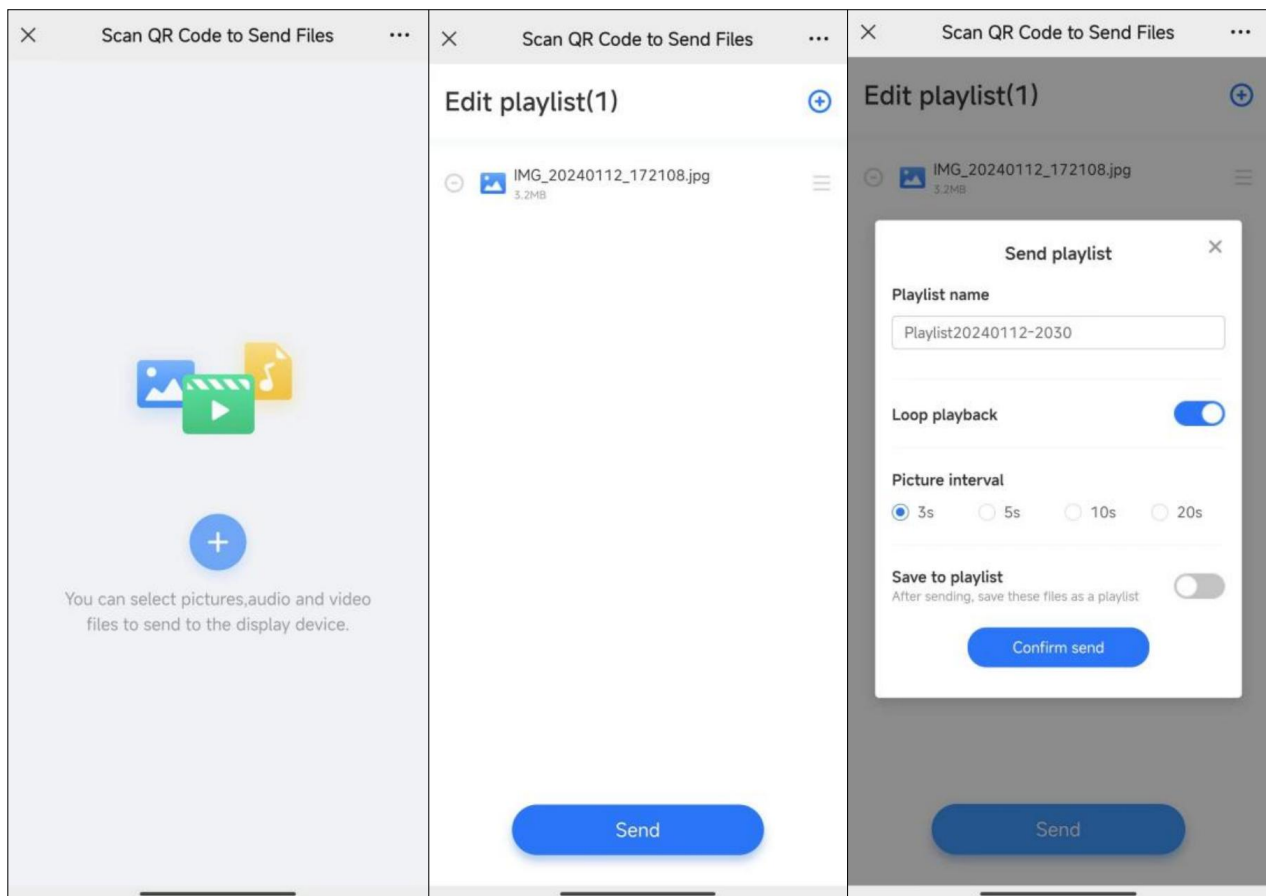 Scan QR Code to Send Files
You can select pictures,audio and video
files to send to the display device.
Scan QR Code to Send Files
Edit playlist(1)
IMG_20240112_172108.jpg
3.2MB
Send
Scan QR Code to Send Files
Edit playlist(1)
IMG_20240112_172108.jpg
3.2MB
Send playlist
Playlist name
Playlist20240112-2030
Loop playback
Picture interval
3s 5s 10s 20s
Save to playlist
After sending, save these files as a playlist
Confirm send
Send